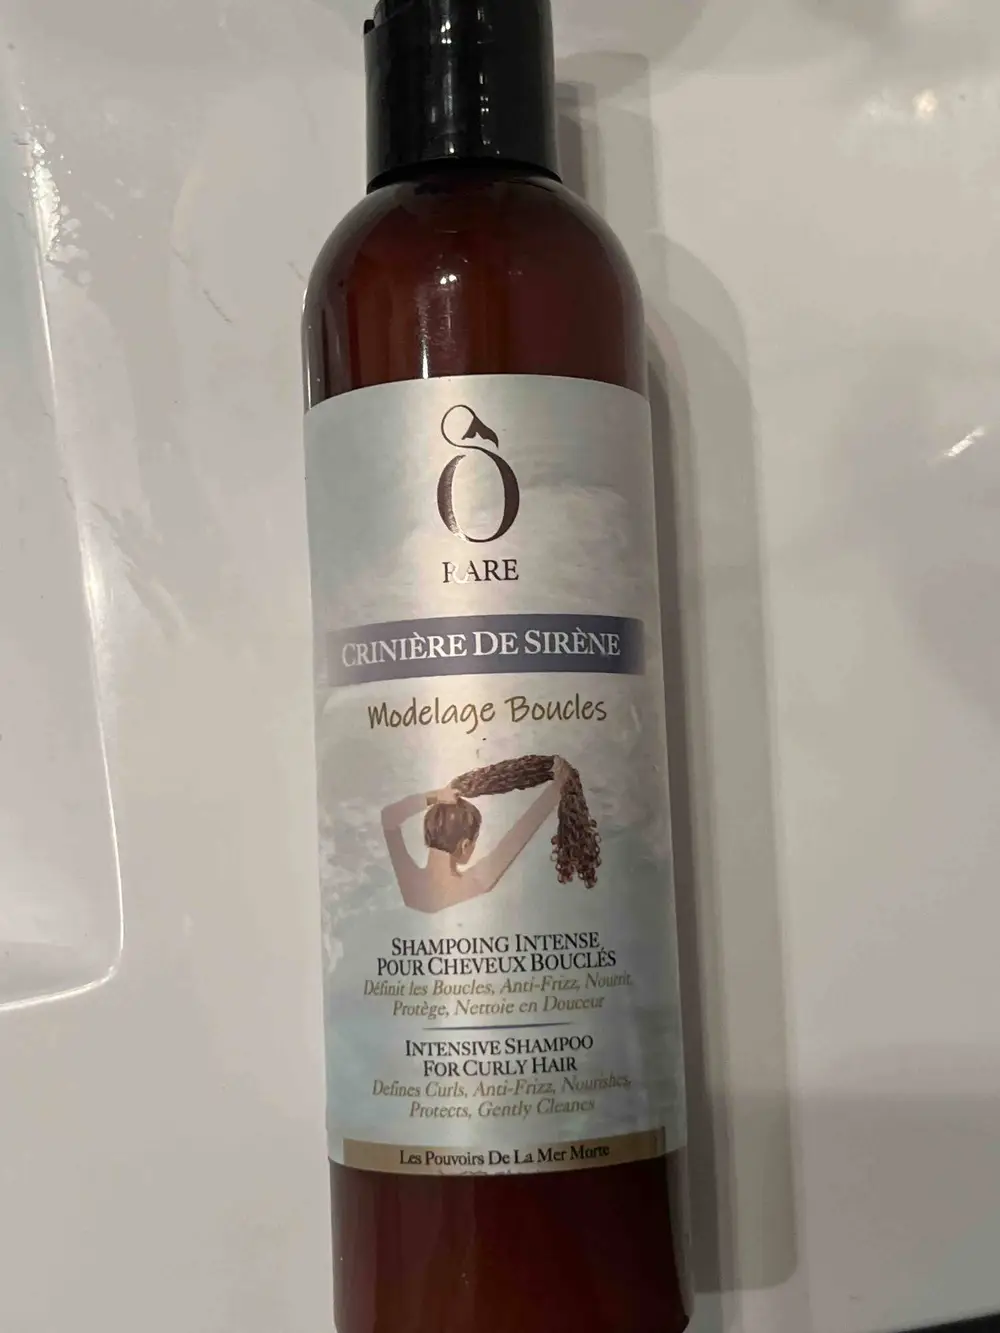 Ô
RARE
CRINIÈRE DE SIRÈNE
Modelage Boucles
SHAMPOING INTENSE
POUR CHEVEUX BOUCLÉS
Définit les Boucles, Anti-Frizz, Nourrit,
Protège, Nettoie en Douceur
INTENSIVE SHAMPOO
FOR CURLY HAIR
Defines Curls, Anti-Frizz, Nourishes,
Protects, Gently Cleanes
Les Pouvoirs De La Mer Morte